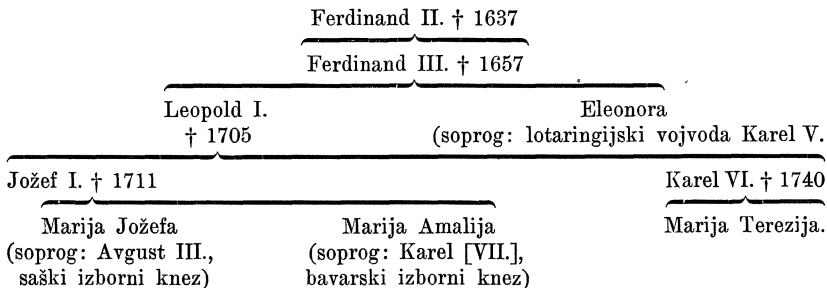 Ferdinand II. † 1637
Ferdinand III. † 1657
Leopold I.
† 1705
Eleonora
(soprog: lotaringijski vojvoda Karel V.
Jožef I. † 1711
Karel VI. † 1740
Marija Jožefa
(soprog: Avgust III.,
saški izborni knez)
Marija Amalija
(soprog: Karel [VII.],
bavarski izborni knez)
Marija Terezija.